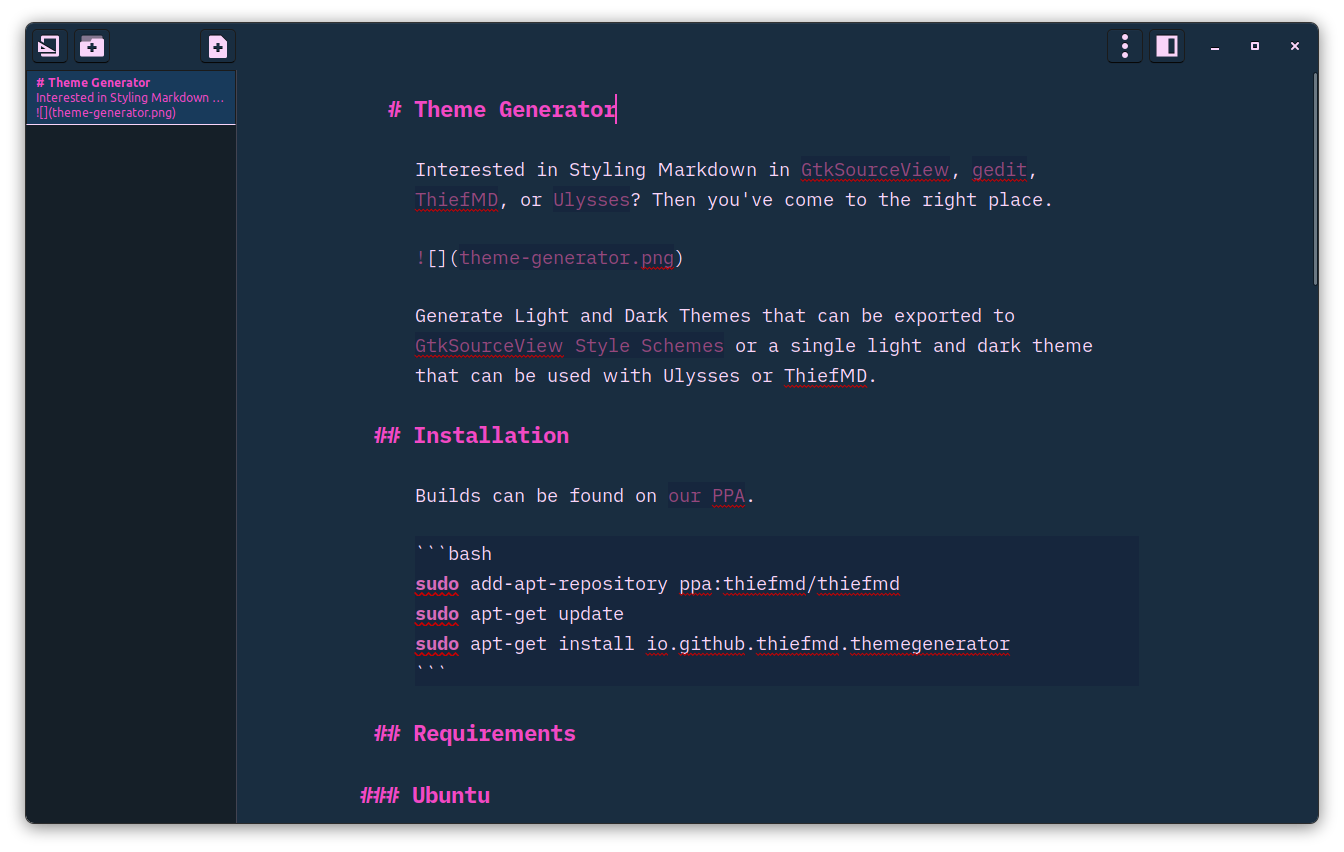 # Theme Generator
Interested in Styling Markdown ...
![](theme-generator.png)
# Theme Generator
Interested in Styling Markdown in GtkSourceView, gedit,
ThiefMD, or Ulysses? Then you've come to the right place.
![](theme-generator.png)
Generate Light and Dark Themes that can be exported to
GtkSourceView Style Schemes or a single light and dark theme
that can be used with Ulysses or ThiefMD.
## Installation
Builds can be found on our PPA.
```bash
sudo add-apt-repository ppa:thiefmd/thiefmd
sudo apt-get update
sudo apt-get install io.github.thiefmd.themegenerator
```
## Requirements
### Ubuntu